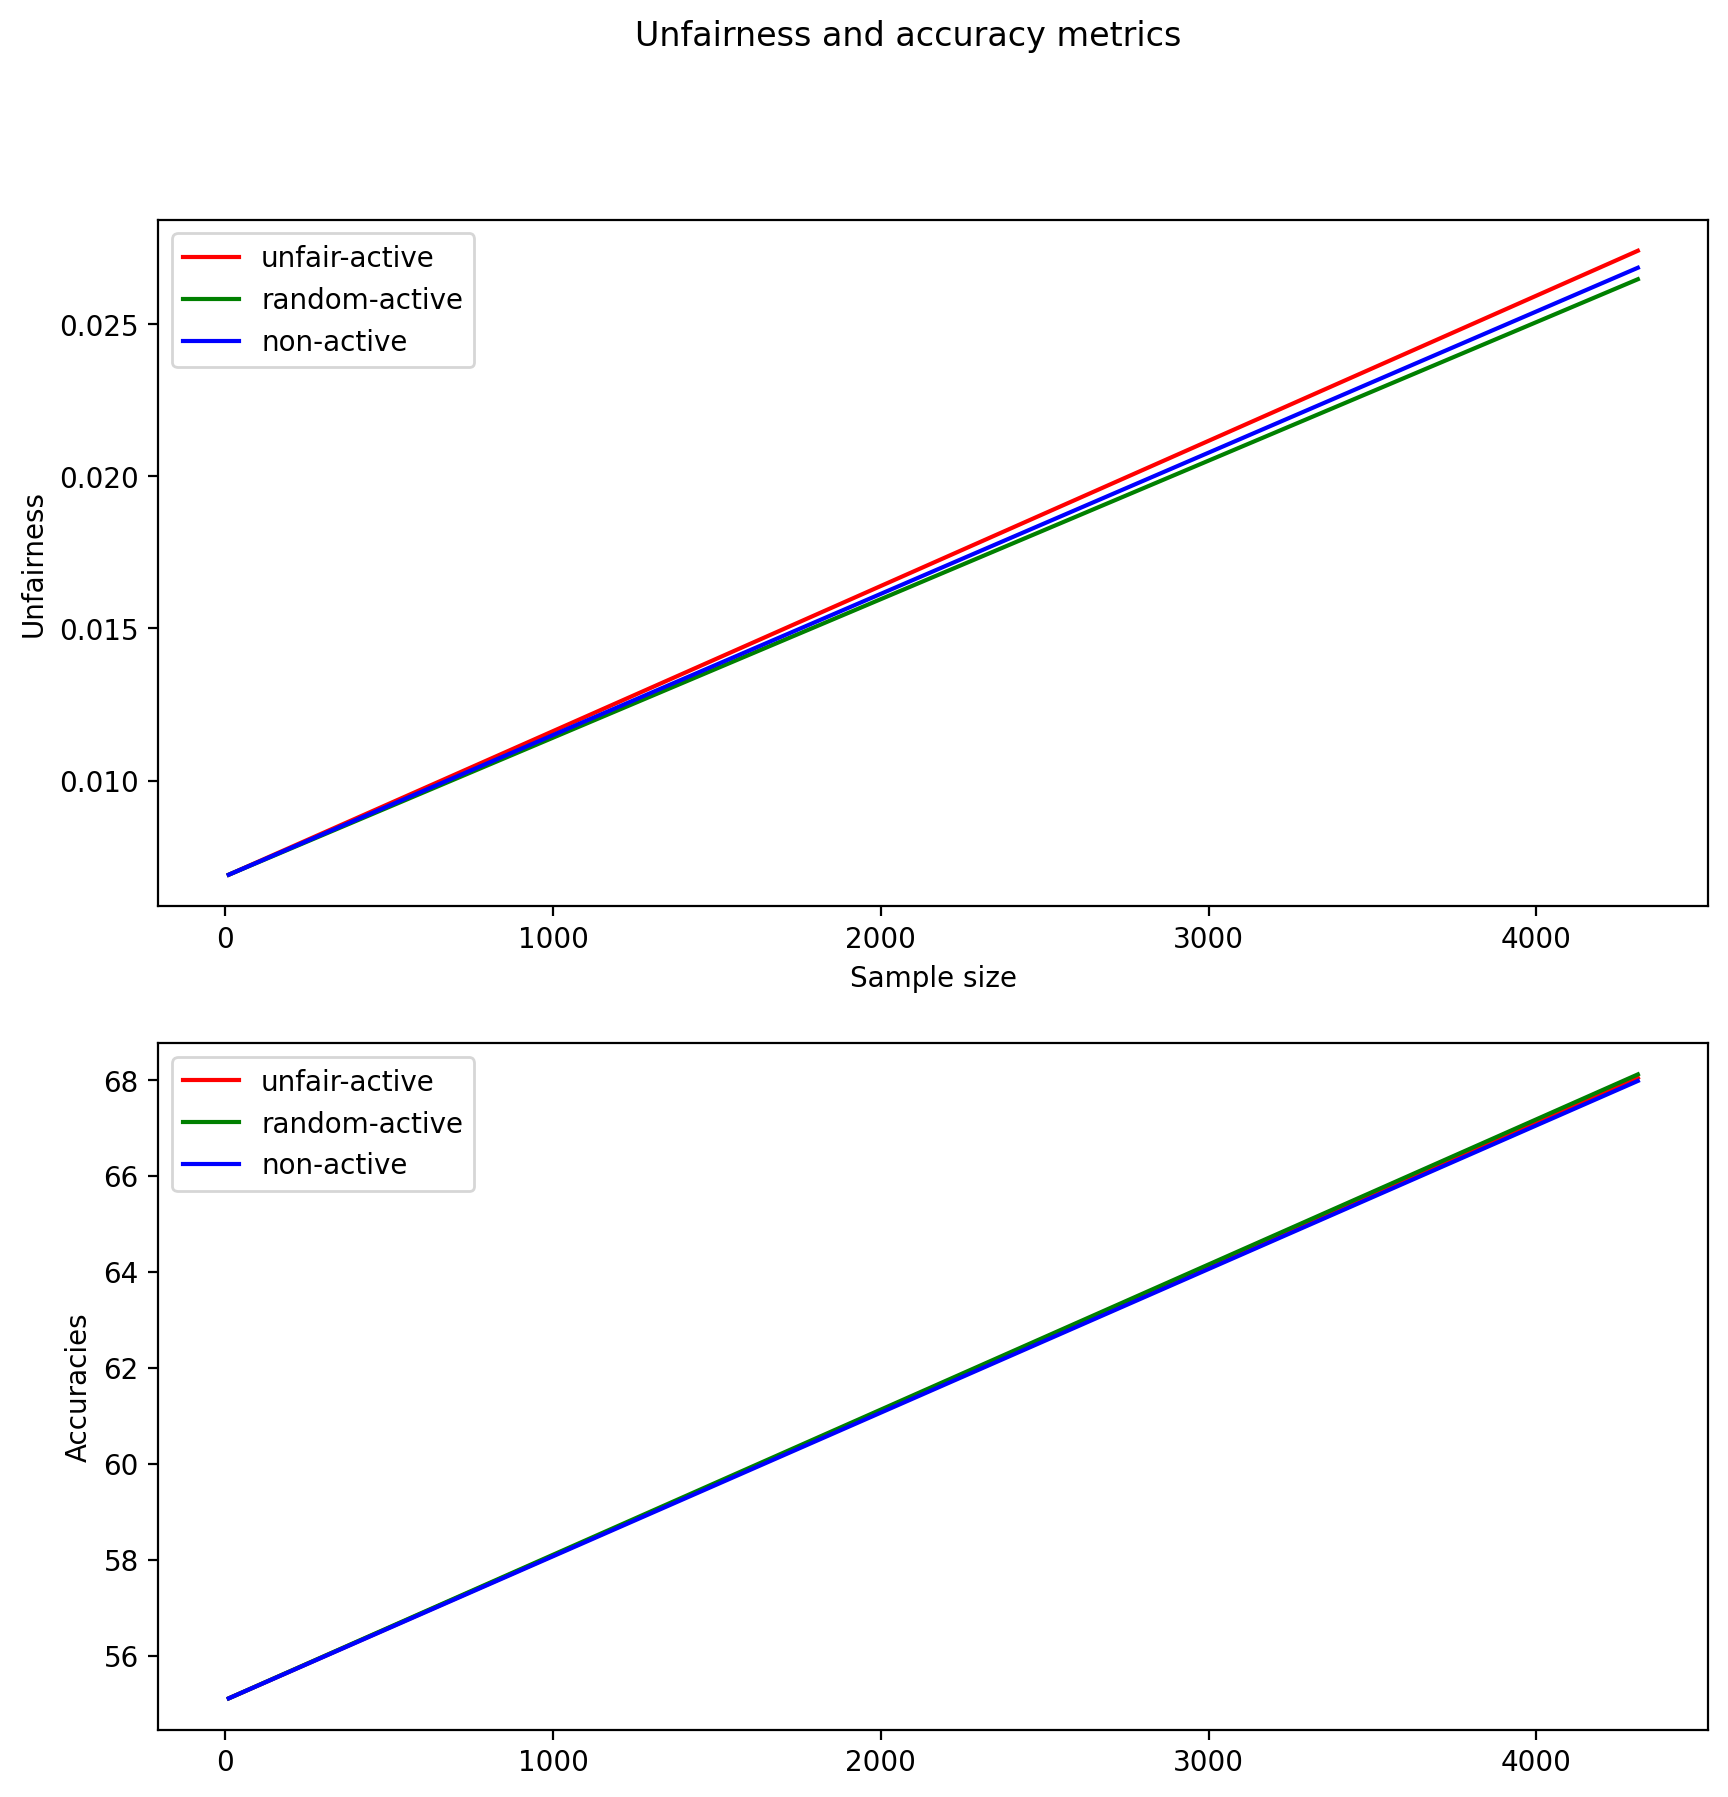 Unfairness and accuracy metrics
unfair-active
random-active
non-active
0.025
0.020
0.015
0.010
Unfairness
0 1000 2000 3000 4000
Sample size
unfair-active
random-active
non-active
68
66
64
62
60
58
56
Accuracies
0 1000 2000 3000 4000